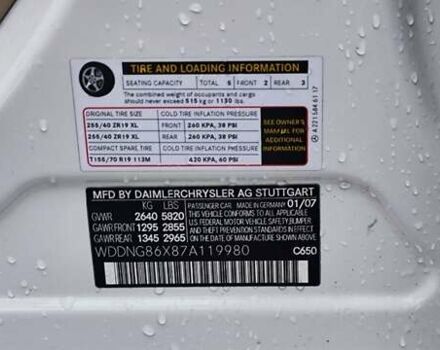 TIRE AND LOADING INFORMATION
SEATING CAPACITY TOTAL 5 FRONT 2 REAR 3
The combined weight of occupants and cargo
should never exceed 515 kg or 1130 lbs.
ORIGINAL TIRE SIZE COLD TIRE INFLATION PRESSURE
255/40 ZR19 XL FRONT 260 KPA, 38 PSI
255/40 ZR19 XL REAR 260 KPA, 38 PSI
COMPACT SPARE TIRE COLD TIRE INFLATION PRESSURE
T155/70 R19 113M 420 KPA, 60 PSI
SEE OWNER'S
MANUAL FOR
ADDITIONAL
INFORMATION
A 221 584 61 17
MFD BY DAIMLERCHRYSLER AG STUTTGART
KG LBS PASSENGER CAR MADE IN GERMANY 01/07
GVWR 2640 5820
GAWR FRONT 1295 2855
GAWR REAR 1345 2965
THIS VEHICLE CONFORMS TO ALL APPLICABLE
FEDERAL MOTOR VEHICLE SAFETY, BUMPER,
AND THEFT PREVENTION STANDARDS IN EFFECT
ON THE DATE OF MANUFACTURE SHOWN ABOVE
WDDNG86X87A119980 C650